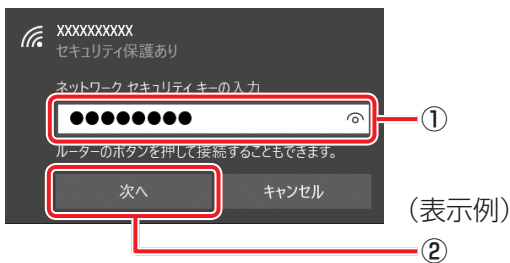 XXXXXXXXXX
セキュリティ保護あり
ネットワーク セキュリティ キーの入力
●●●●●●●●
①
ルーターのボタンを押して接続することもできます。
次へ
キャンセル
（表示例）
②